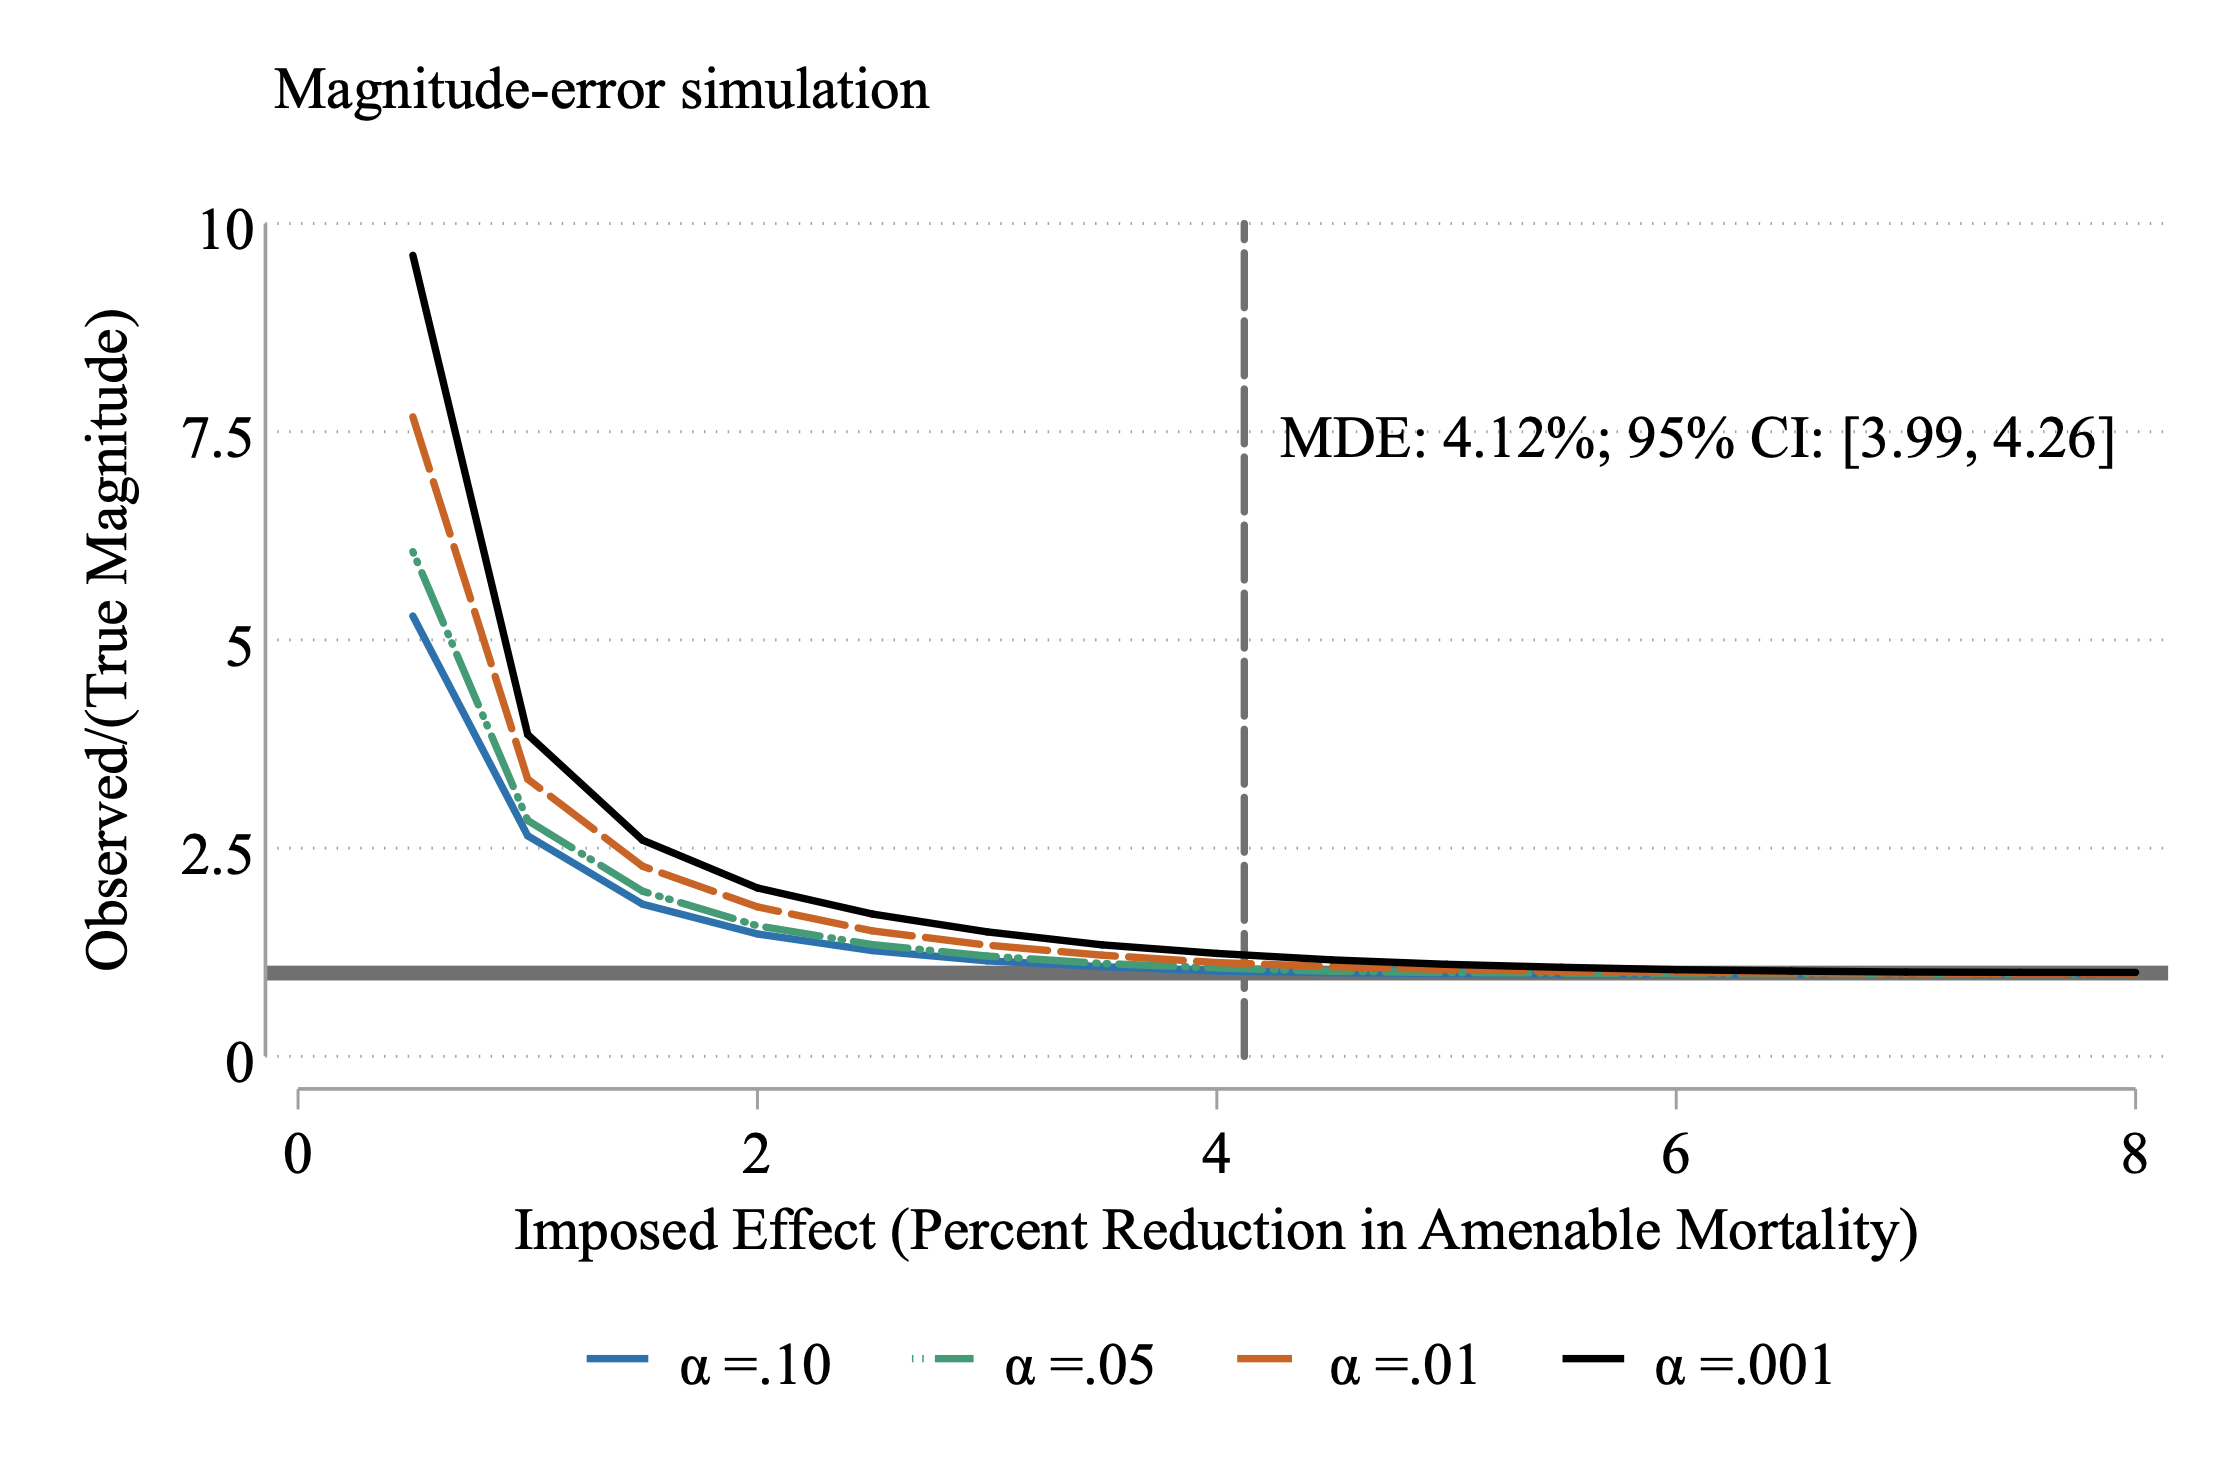 Magnitude-error simulation
Observed/(True Magnitude)
10
7.5
5
2.5
0
MDE: 4.12%; 95% CI: [3.99, 4.26]
0 2 4 6 8
Imposed Effect (Percent Reduction in Amenable Mortality)
α =.10 α =.05 α =.01 α =.001